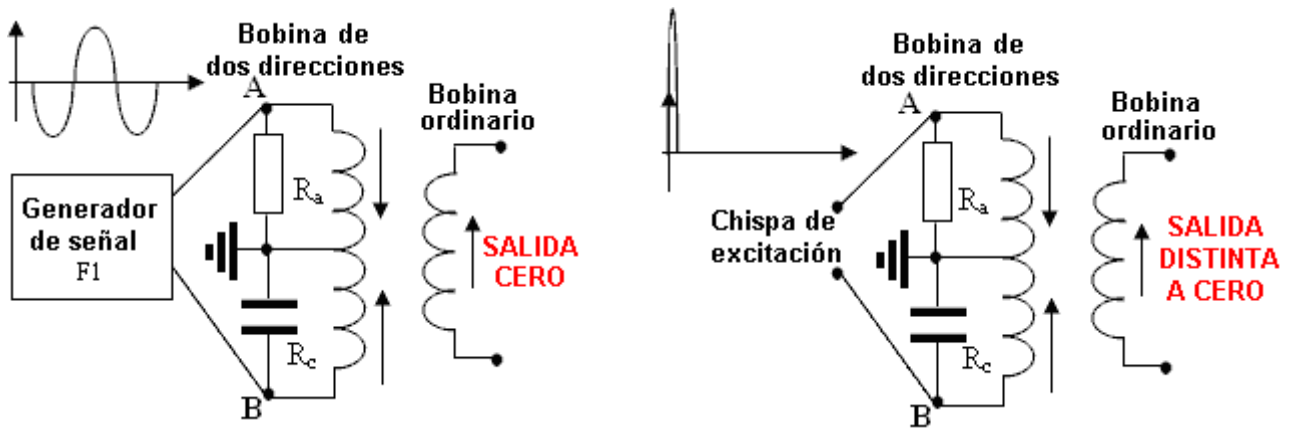 Bobina de
dos direcciones
A
Bobina
ordinario
Generador
de señal
F1
Ra
SALIDA
CERO
Rc
B
Bobina de
dos direcciones
A
Bobina
ordinario
Chispa de
excitación
Ra
SALIDA
DISTINTA
A CERO
Rc
B